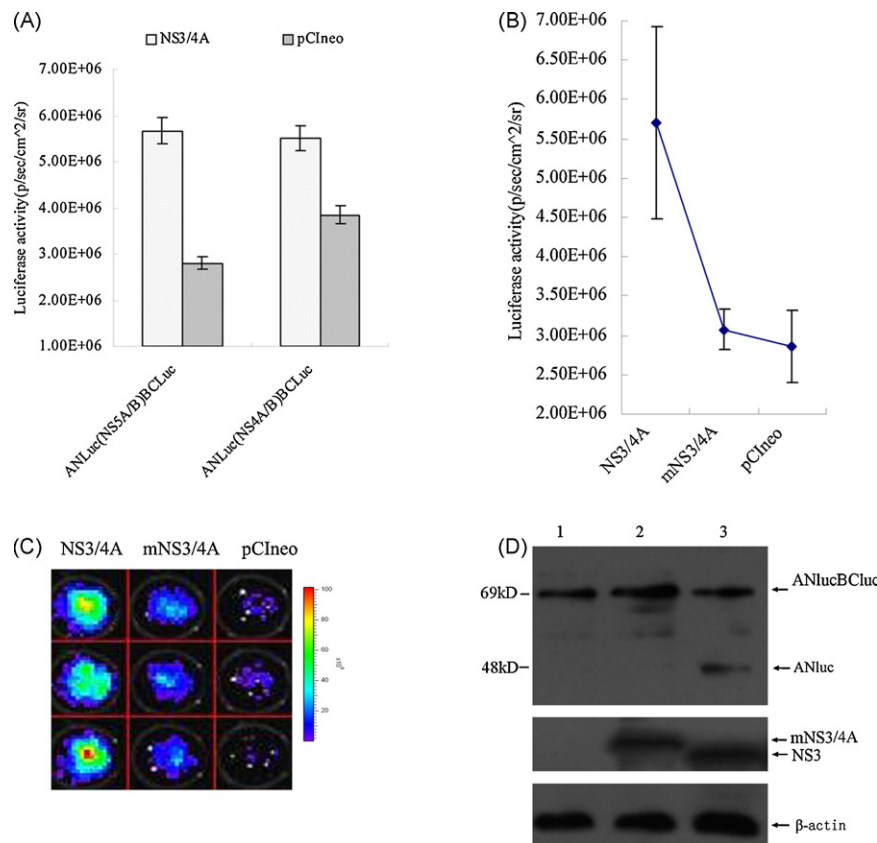 (A)
NS3/4A
pCIneo
Luciferase activity(p/sec/cm^2/sr)
7.00E+06
6.00E+06
5.00E+06
4.00E+06
3.00E+06
2.00E+06
1.00E+06
ANLuc(NS5A/B)BCLuc
ANLuc(NS4A/B)BCLuc
(B)
Luciferase activity(p/sec/cm^2/sr)
7.00E+06
6.50E+06
6.00E+06
5.50E+06
5.00E+06
4.50E+06
4.00E+06
3.50E+06
3.00E+06
2.50E+06
2.00E+06
NS3/4A
mNS3/4A
pCIneo
(C)
NS3/4A mNS3/4A pCIneo
100
80
60
40
20
(D)
1 2 3
69kD
ANlucBCluc
48kD
ANluc
mNS3/4A
NS3
β-actin